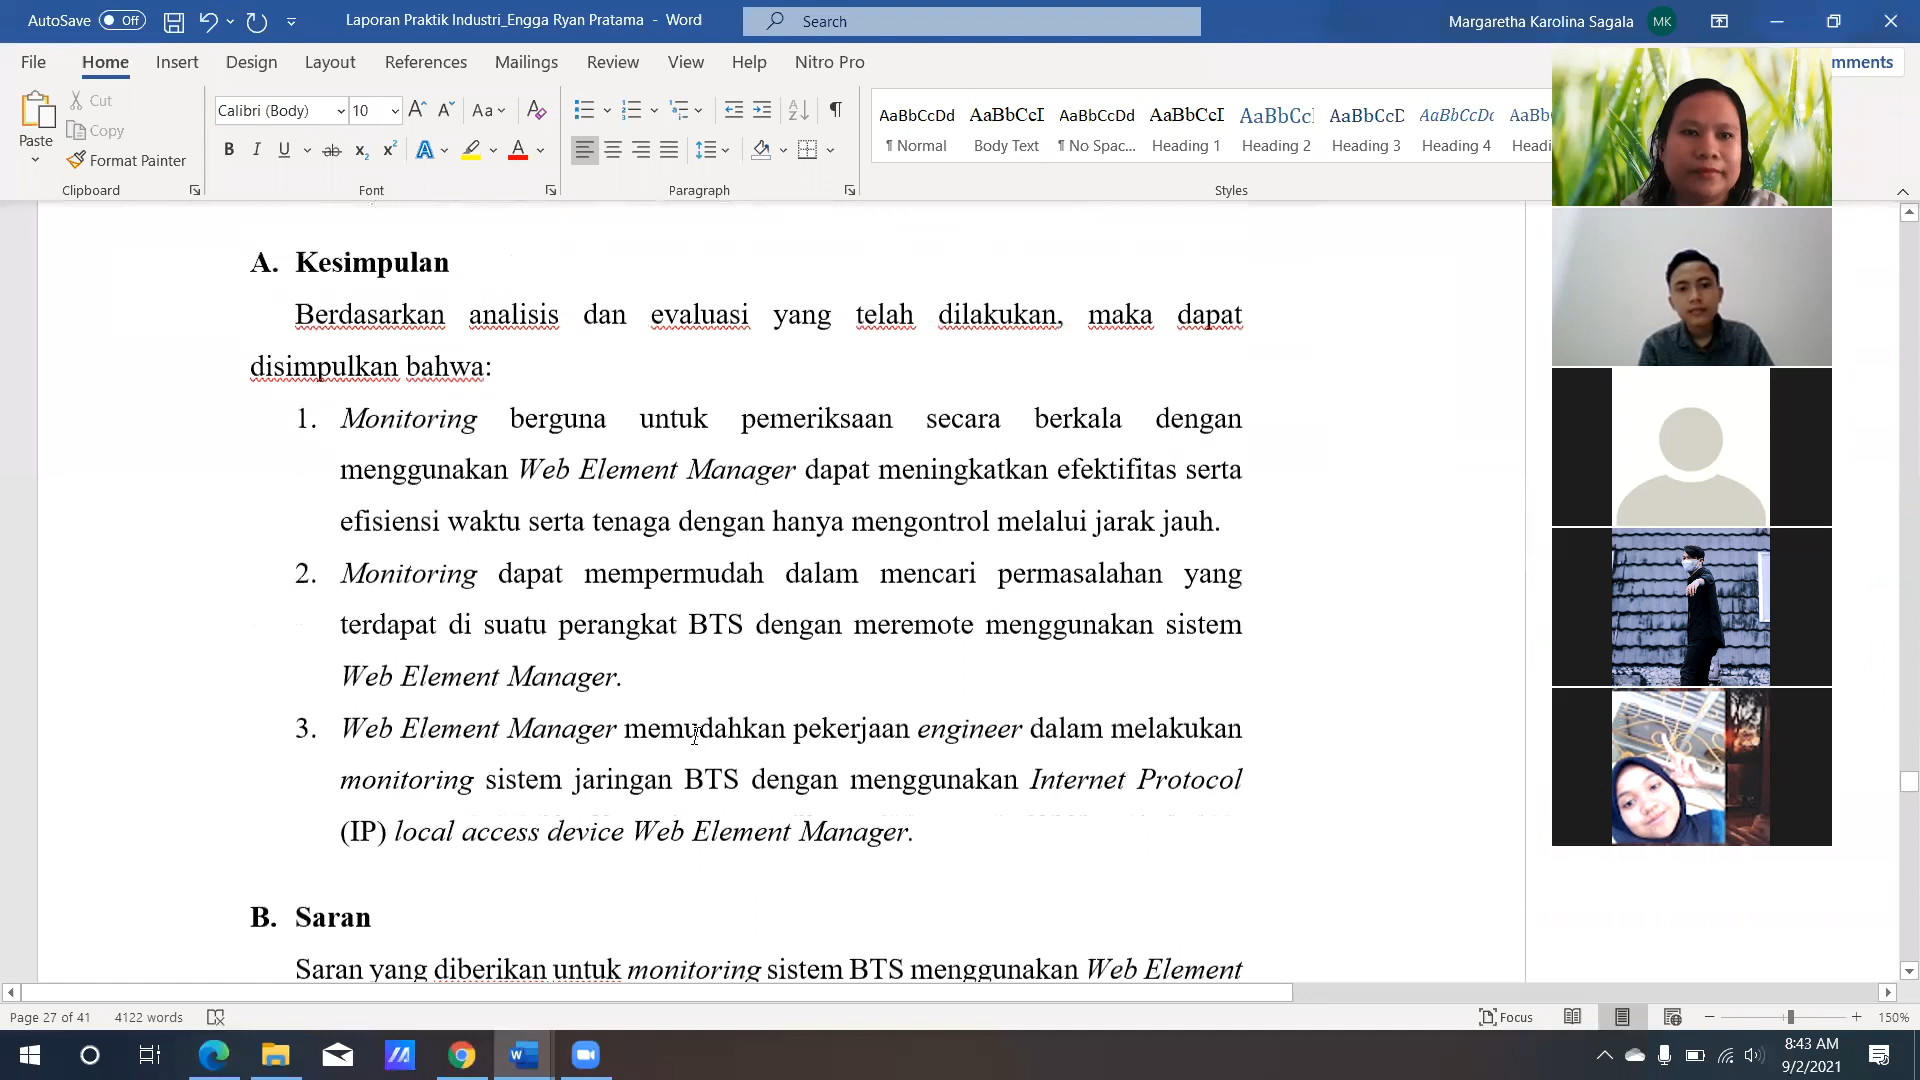 AutoSave Off Laporan Praktik Industri_Engga Ryan Pratama - Word Search Margaretha Karolina Sagala MK
File Home Insert Design Layout References Mailings Review View Help Nitro Pro mments
Paste Cut Copy Format Painter
Calibri (Body) 10
AaBbCcDd AaBbCcI AaBbCcDd AaBbCcI AaBbCcI AaBbCcD AaBbCcDc AaBb
¶ Normal Body Text ¶ No Spac... Heading 1 Heading 2 Heading 3 Heading 4 Headi
Clipboard Font Paragraph Styles
A. Kesimpulan
Berdasarkan analisis dan evaluasi yang telah dilakukan, maka dapat
disimpulkan bahwa:
1. Monitoring berguna untuk pemeriksaan secara berkala dengan
menggunakan Web Element Manager dapat meningkatkan efektifitas serta
efisiensi waktu serta tenaga dengan hanya mengontrol melalui jarak jauh.
2. Monitoring dapat mempermudah dalam mencari permasalahan yang
terdapat di suatu perangkat BTS dengan meremote menggunakan sistem
Web Element Manager.
3. Web Element Manager memudahkan pekerjaan engineer dalam melakukan
monitoring sistem jaringan BTS dengan menggunakan Internet Protocol
(IP) local access device Web Element Manager.
B. Saran
Saran yang diberikan untuk monitoring sistem BTS menggunakan Web Element
Page 27 of 41 4122 words Focus 150%
8:43 AM
9/2/2021